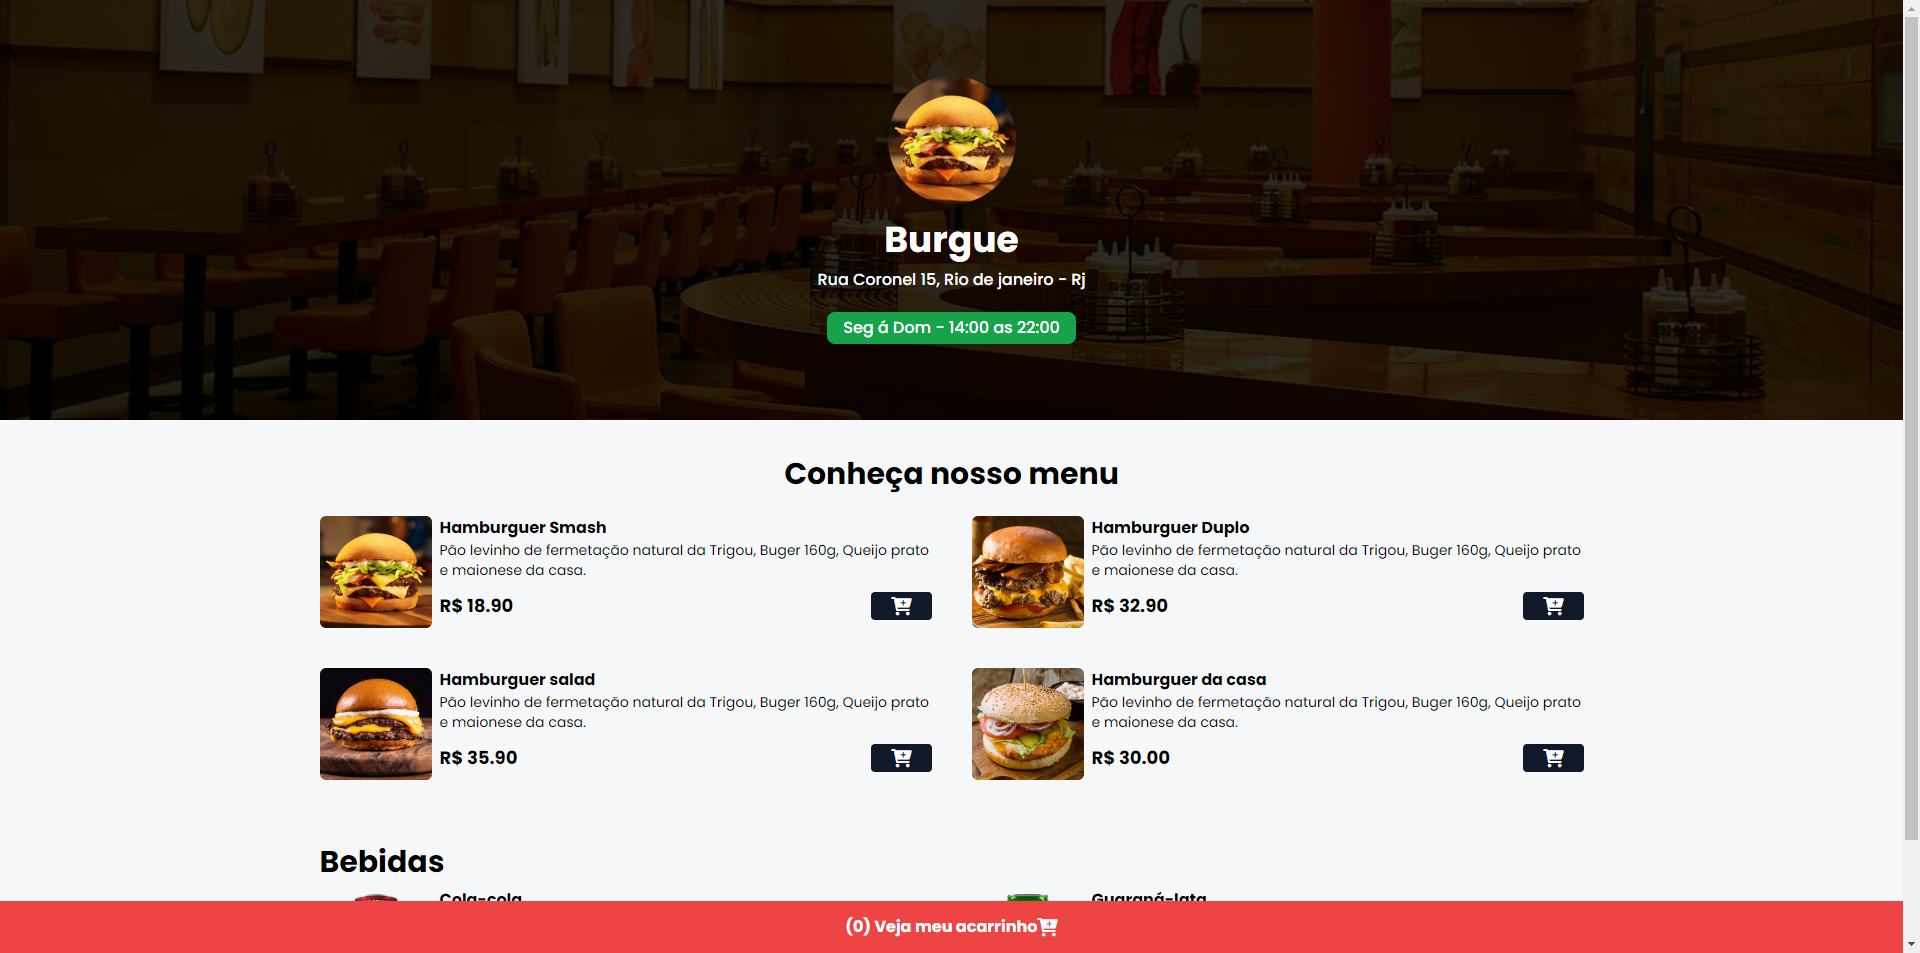 Burgue
Rua Coronel 15, Rio de janeiro - Rj
Seg á Dom - 14:00 as 22:00
Conheça nosso menu
Hamburguer Smash
Pão levinho de fermetação natural da Trigou, Buger 160g, Queijo prato
e maionese da casa.
R$ 18.90
Hamburguer Duplo
Pão levinho de fermetação natural da Trigou, Buger 160g, Queijo prato
e maionese da casa.
R$ 32.90
Hamburguer salad
Pão levinho de fermetação natural da Trigou, Buger 160g, Queijo prato
e maionese da casa.
R$ 35.90
Hamburguer da casa
Pão levinho de fermetação natural da Trigou, Buger 160g, Queijo prato
e maionese da casa.
R$ 30.00
Bebidas
Cola-cola
Guaraná-lata
(0) Veja meu acarrinho